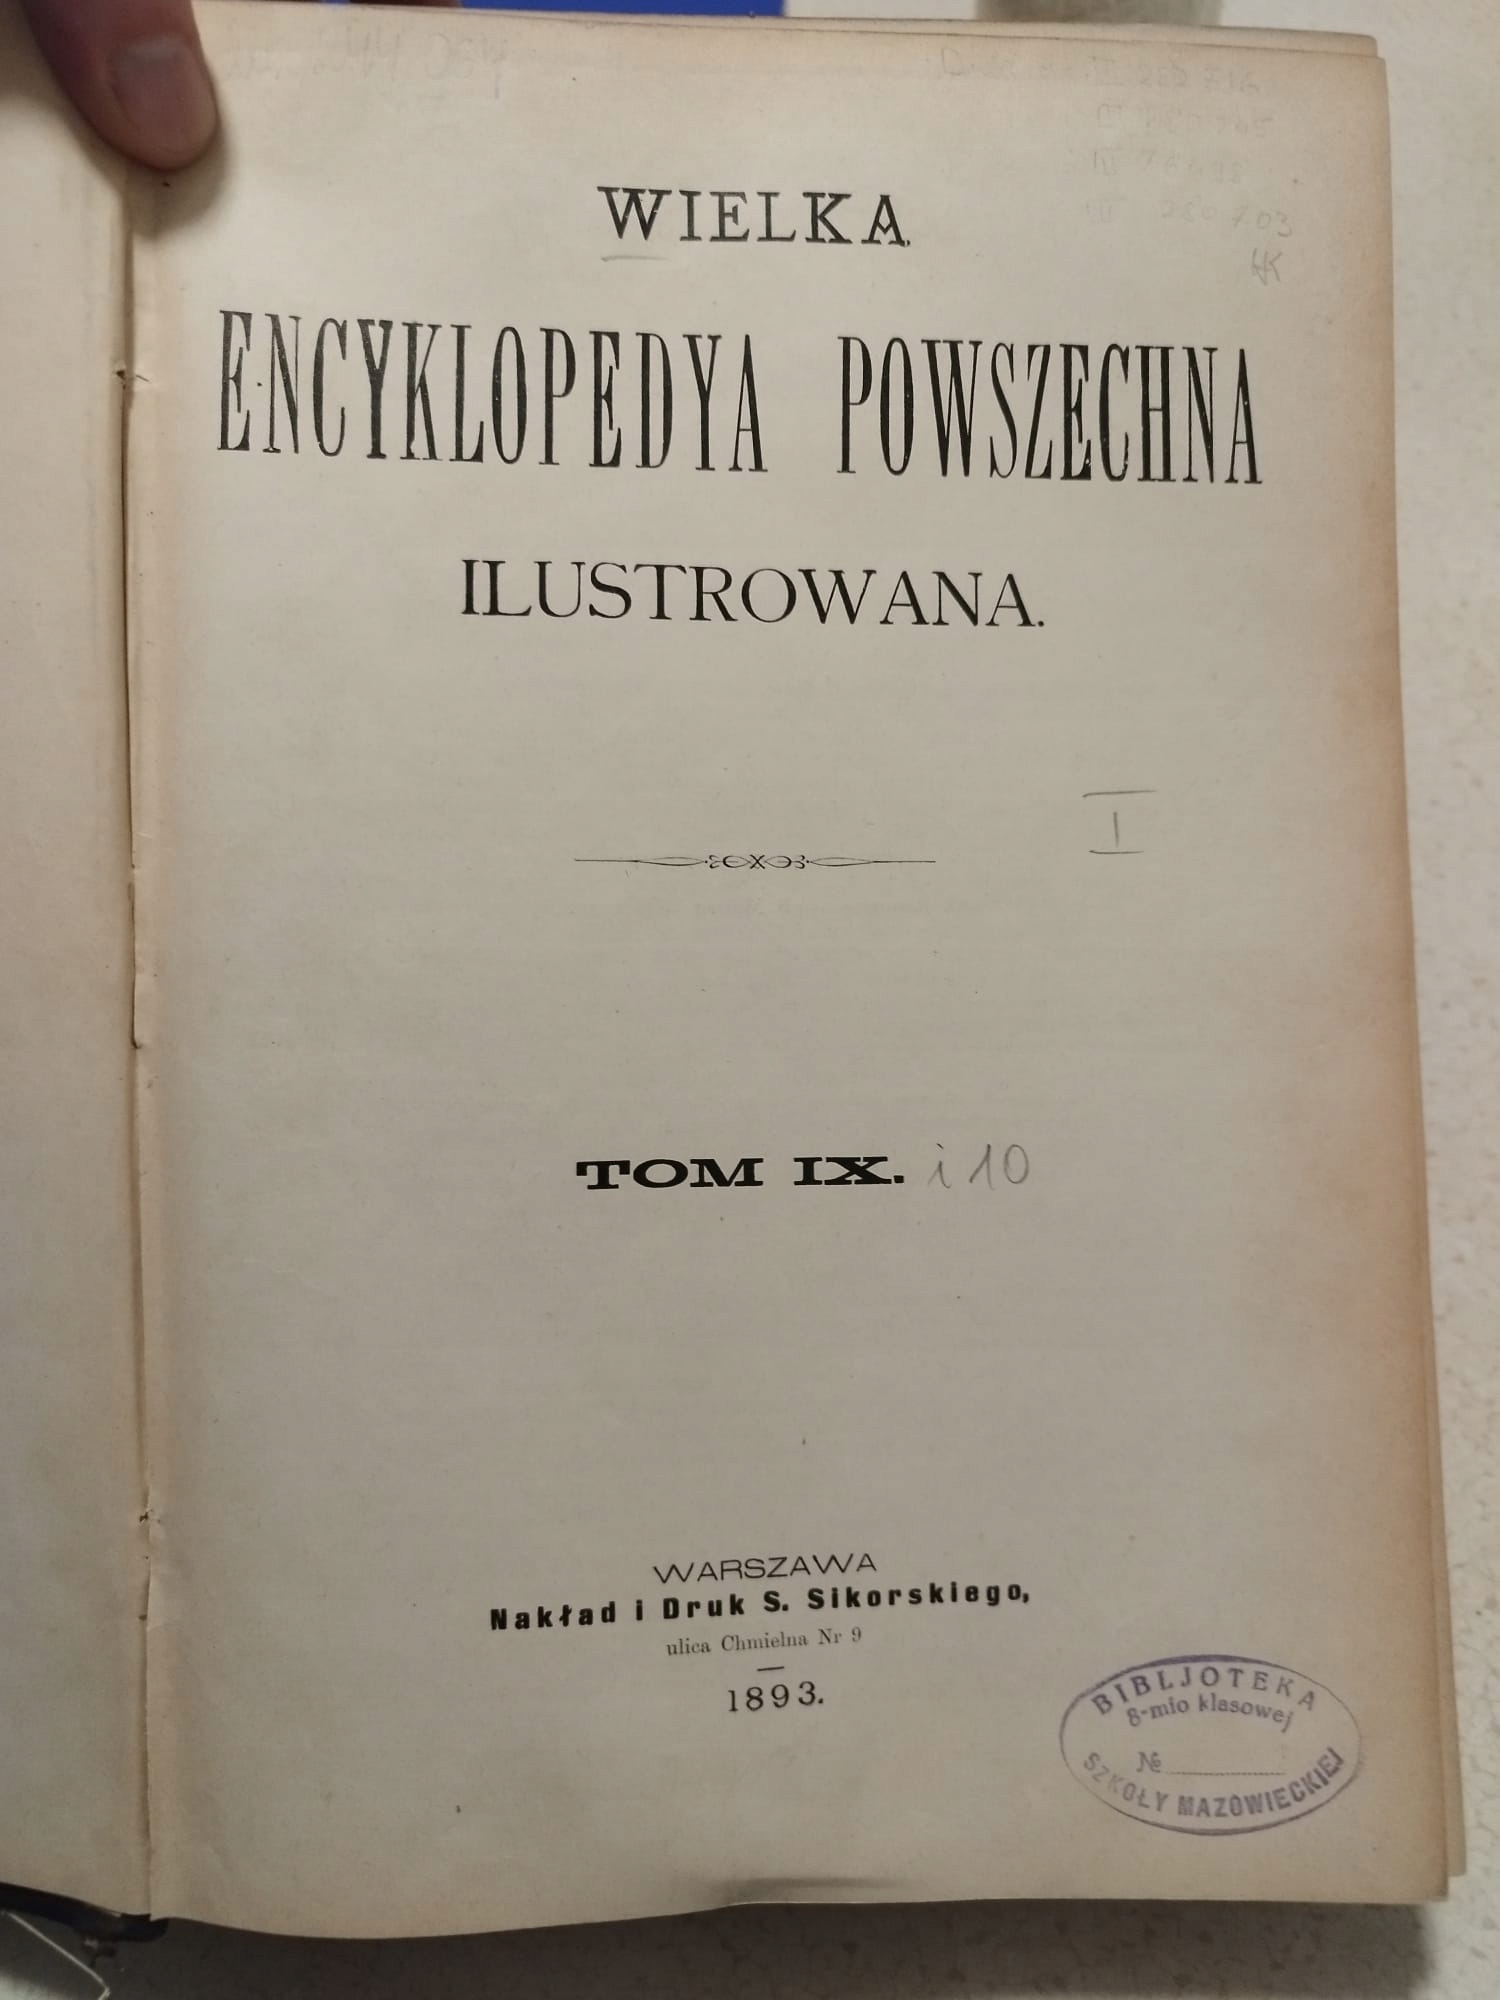 WIELKA
ENCYKLOPEDYA POWSZECHNA
ILUSTROWANA.
I
TOM IX. i 10
WARSZAWA
Nakład i Druk S. Sikorskiego,
ulica Chmielna Nr 9
1893.
BIBLJOTEKA
8-mio klasowej
№
SZKOŁY MAZOWIECKIEJ